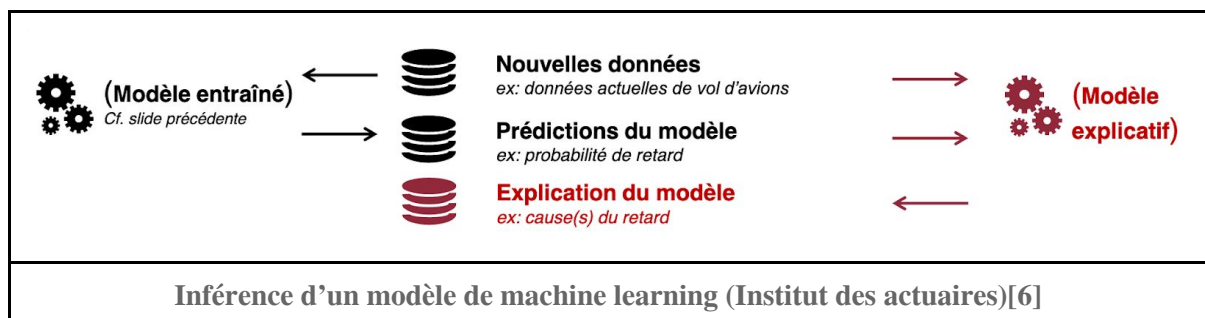 (Modèle entraîné)
Cf. slide précédente
Nouvelles données
ex: données actuelles de vol d’avions
Prédictions du modèle
ex: probabilité de retard
Explication du modèle
ex: cause(s) du retard
(Modèle
explicatif)
Inférence d’un modèle de machine learning (Institut des actuaires)[6]